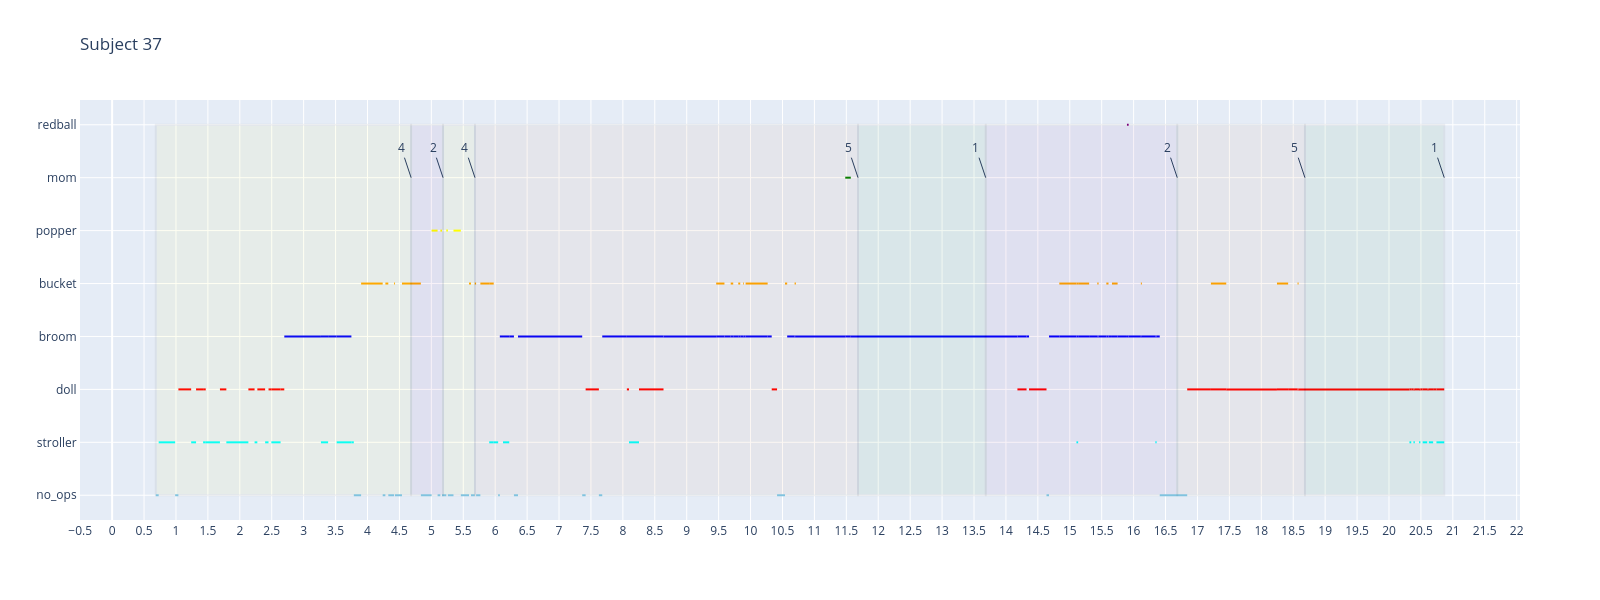 Subject 37
redball
4 2 4 5 1 2 5 1
mom
popper
bucket
broom
doll
stroller
no_ops
−0.5 0 0.5 1 1.5 2 2.5 3 3.5 4 4.5 5 5.5 6 6.5 7 7.5 8 8.5 9 9.5 10 10.5 11 11.5 12 12.5 13 13.5 14 14.5 15 15.5 16 16.5 17 17.5 18 18.5 19 19.5 20 20.5 21 21.5 22